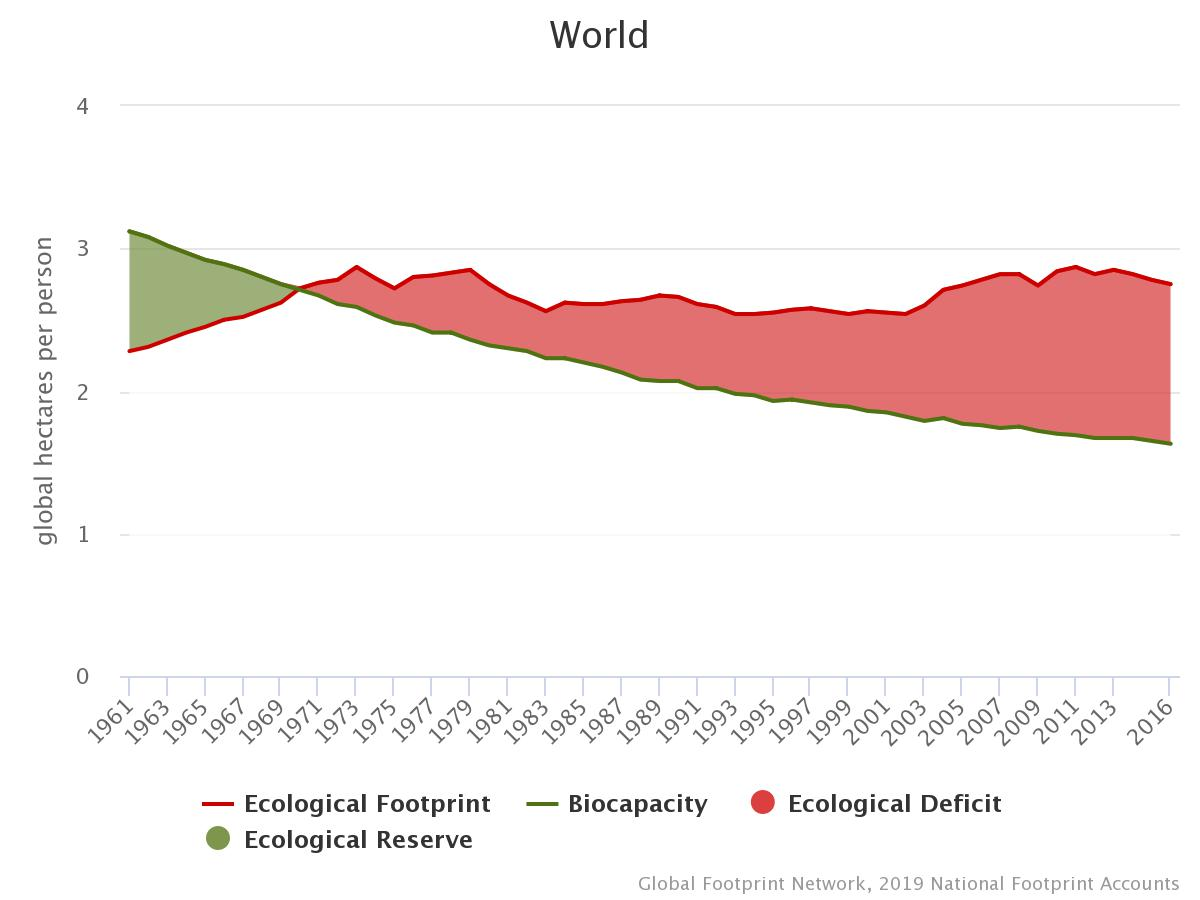 World
4
3
2
1
0
global hectares per person
1961 1963 1965 1967 1969 1971 1973 1975 1977 1979 1981 1983 1985 1987 1989 1991 1993 1995 1997 1999 2001 2003 2005 2007 2009 2011 2013 2016
Ecological Footprint Biocapacity Ecological Deficit
Ecological Reserve
Global Footprint Network, 2019 National Footprint Accounts